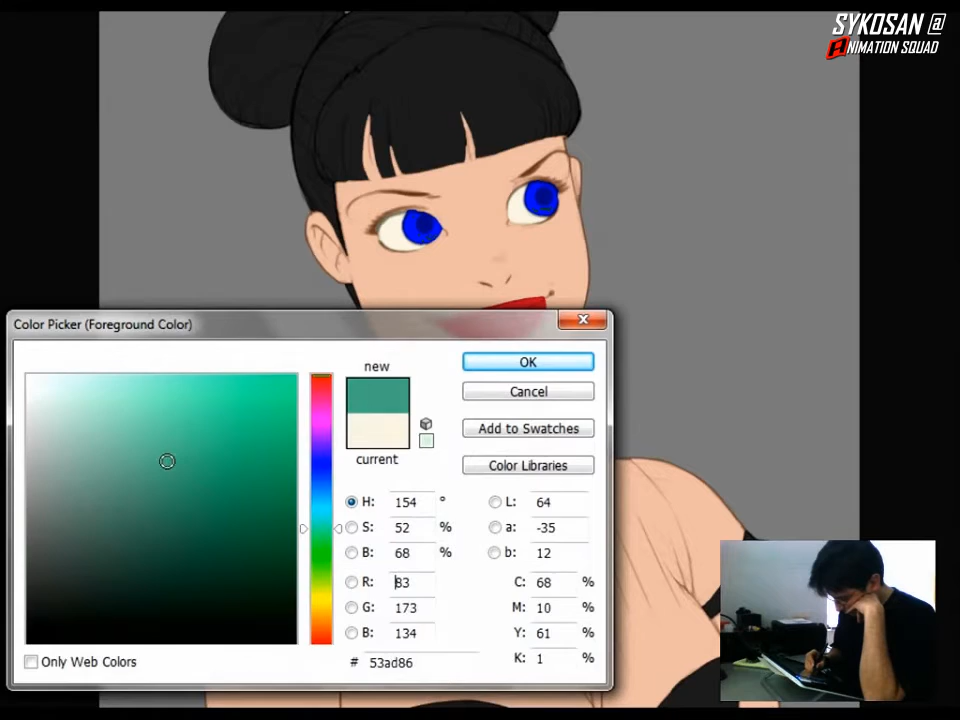 SYKOSAN @
ANIMATION SQUAD
Color Picker (Foreground Color)
new
current
OK
Cancel
Add to Swatches
Color Libraries
H: 154 °
S: 52 %
B: 68 %
R: 83
G: 173
B: 134
# 53ad86
L: 64
a: -35
b: 12
C: 68 %
M: 10 %
Y: 61 %
K: 1 %
Only Web Colors